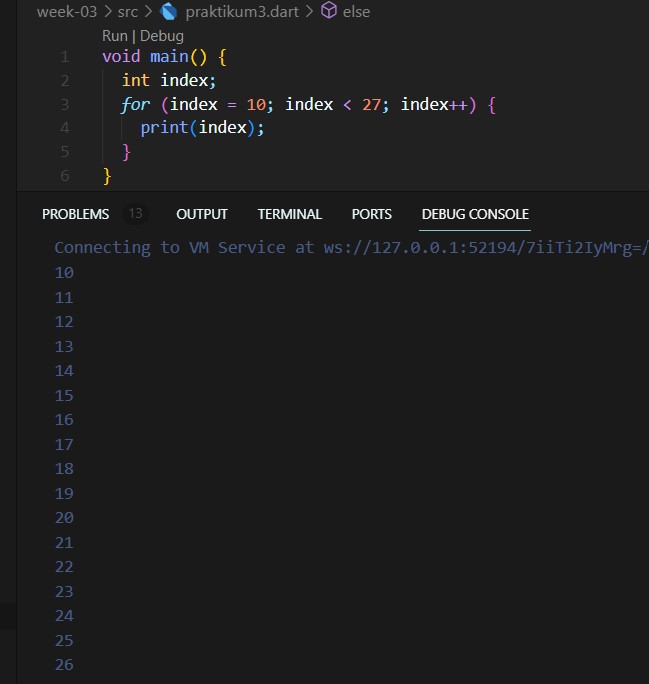 week-03 > src > praktikum3.dart > else
Run | Debug
1 void main() {
2 int index;
3 for (index = 10; index < 27; index++) {
4 print(index);
5 }
6 }
PROBLEMS 13 OUTPUT TERMINAL PORTS DEBUG CONSOLE
Connecting to VM Service at ws://127.0.0.1:52194/7iiTi2IyMrg=/
10
11
12
13
14
15
16
17
18
19
20
21
22
23
24
25
26